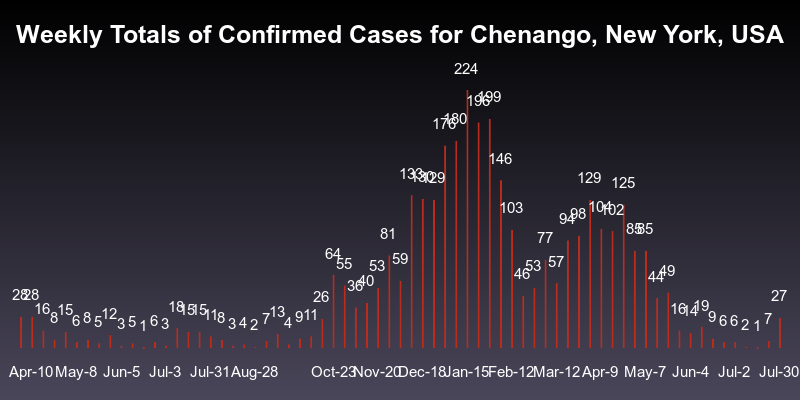 Weekly Totals of Confirmed Cases for Chenango, New York, USA
28 28 16 8 15 6 8 5 12 3 5 1 6 3 18 15 15 11 8 3 4 2 7 13 4 9 11 26 64 55 36 40 53 81 59 133 130 129 176 180 224 196 199 146 103 46 53 77 57 94 98 129 104 102 125 85 85 44 49 16 14 19 9 6 6 2 1 7 27
Apr-10 May-8 Jun-5 Jul-3 Jul-31 Aug-28 Oct-23 Nov-20 Dec-18 Jan-15 Feb-12 Mar-12 Apr-9 May-7 Jun-4 Jul-2 Jul-30